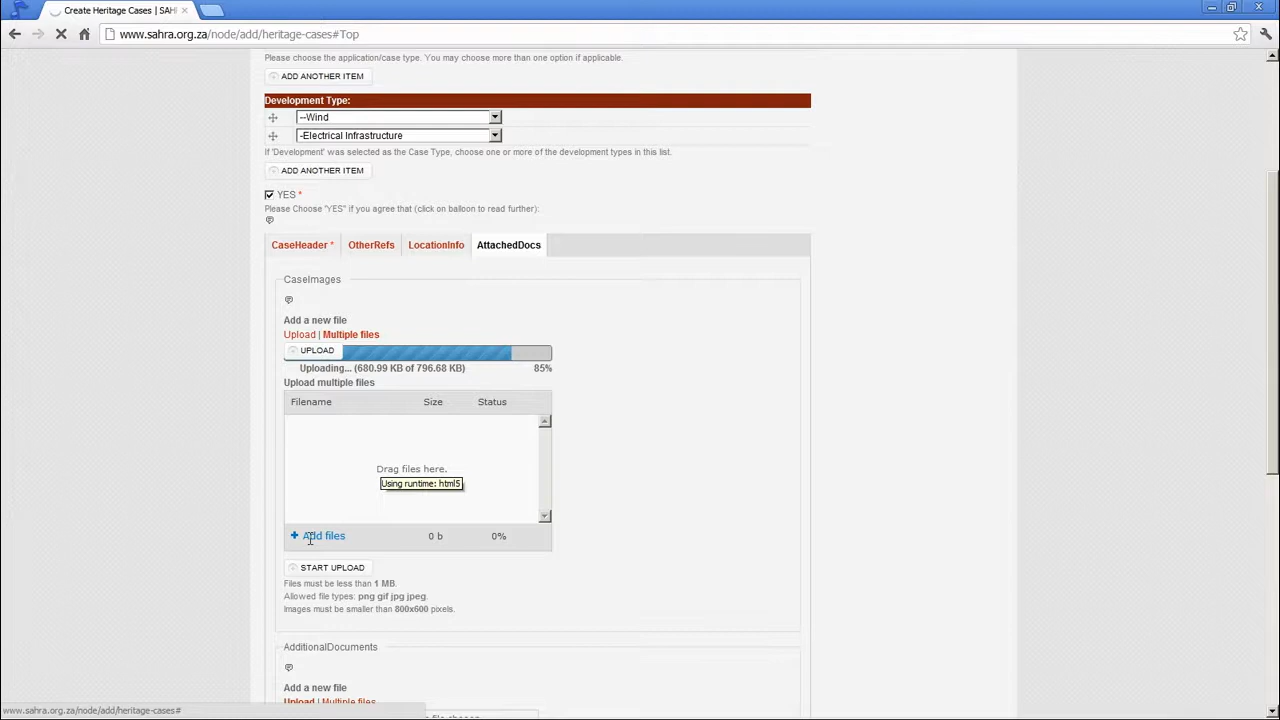 Create Heritage Cases | SAH
www.sahra.org.za/node/add/heritage-cases#Top
Please choose the application/case type. You may choose more than one option if applicable.
ADD ANOTHER ITEM
Development Type:
--Wind
-Electrical Infrastructure
If 'Development' was selected as the Case Type, choose one or more of the development types in this list.
ADD ANOTHER ITEM
YES *
Please Choose "YES" if you agree that (click on balloon to read further):
CaseHeader * OtherRefs LocationInfo AttachedDocs
CaseImages
Add a new file
Upload | Multiple files
UPLOAD
Uploading... (680.99 KB of 796.68 KB) 85%
Upload multiple files
Filename Size Status
Drag files here.
Using runtime: html5
Add files 0 b 0%
START UPLOAD
Files must be less than 1 MB.
Allowed file types: png gif jpg jpeg.
Images must be smaller than 800x600 pixels.
AdditionalDocuments
Add a new file
Upload | Multiple files
www.sahra.org.za/node/add/heritage-cases#